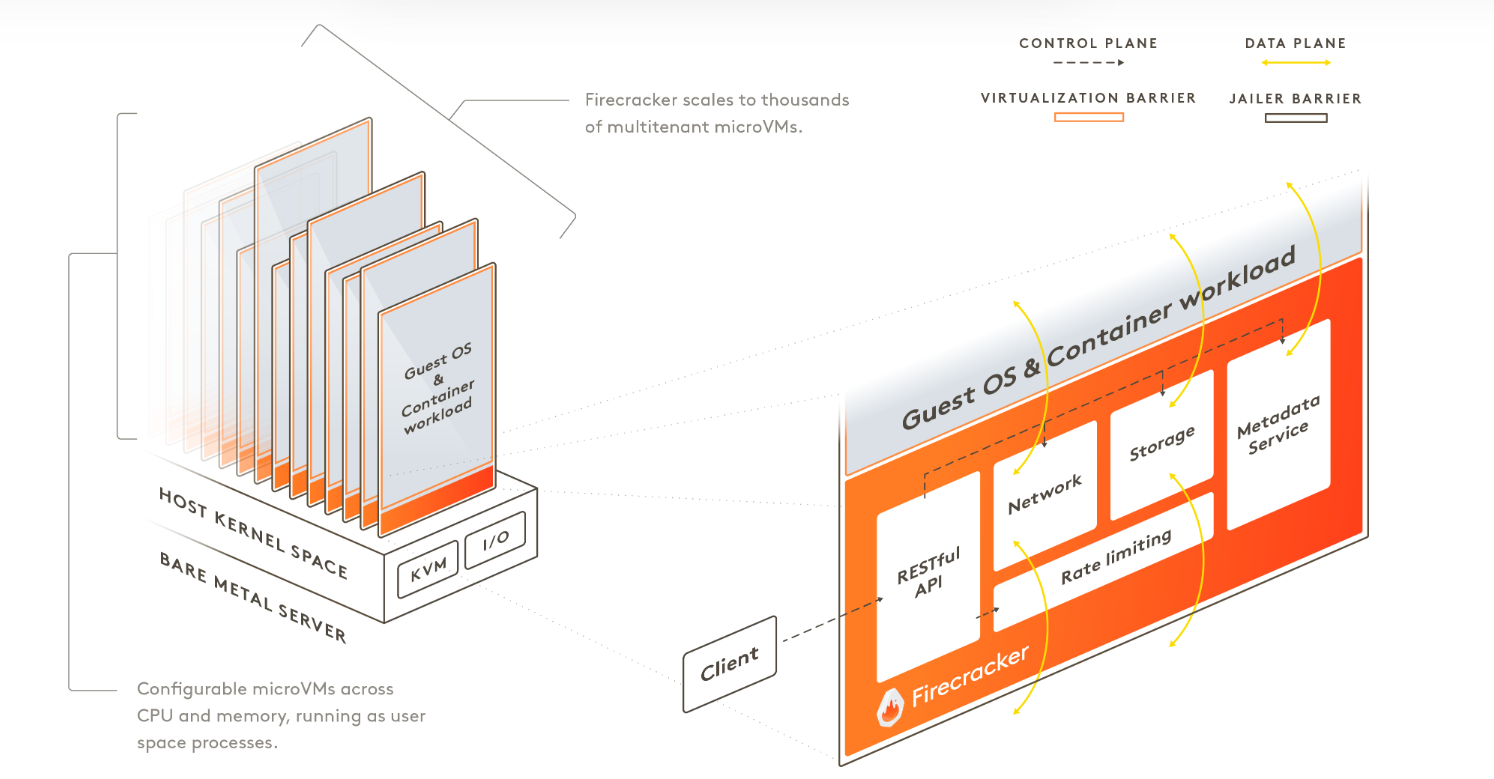 CONTROL PLANE
DATA PLANE
VIRTUALIZATION BARRIER
JAILER BARRIER
Firecracker scales to thousands
of multitenant microVMs.
Guest OS
&
Container
workload
HOST KERNEL SPACE
BARE METAL SERVER
KVM
I/O
Configurable microVMs across
CPU and memory, running as user
space processes.
Client
Guest OS & Container workload
RESTful
API
Network
Storage
Metadata
Service
Rate limiting
Firecracker